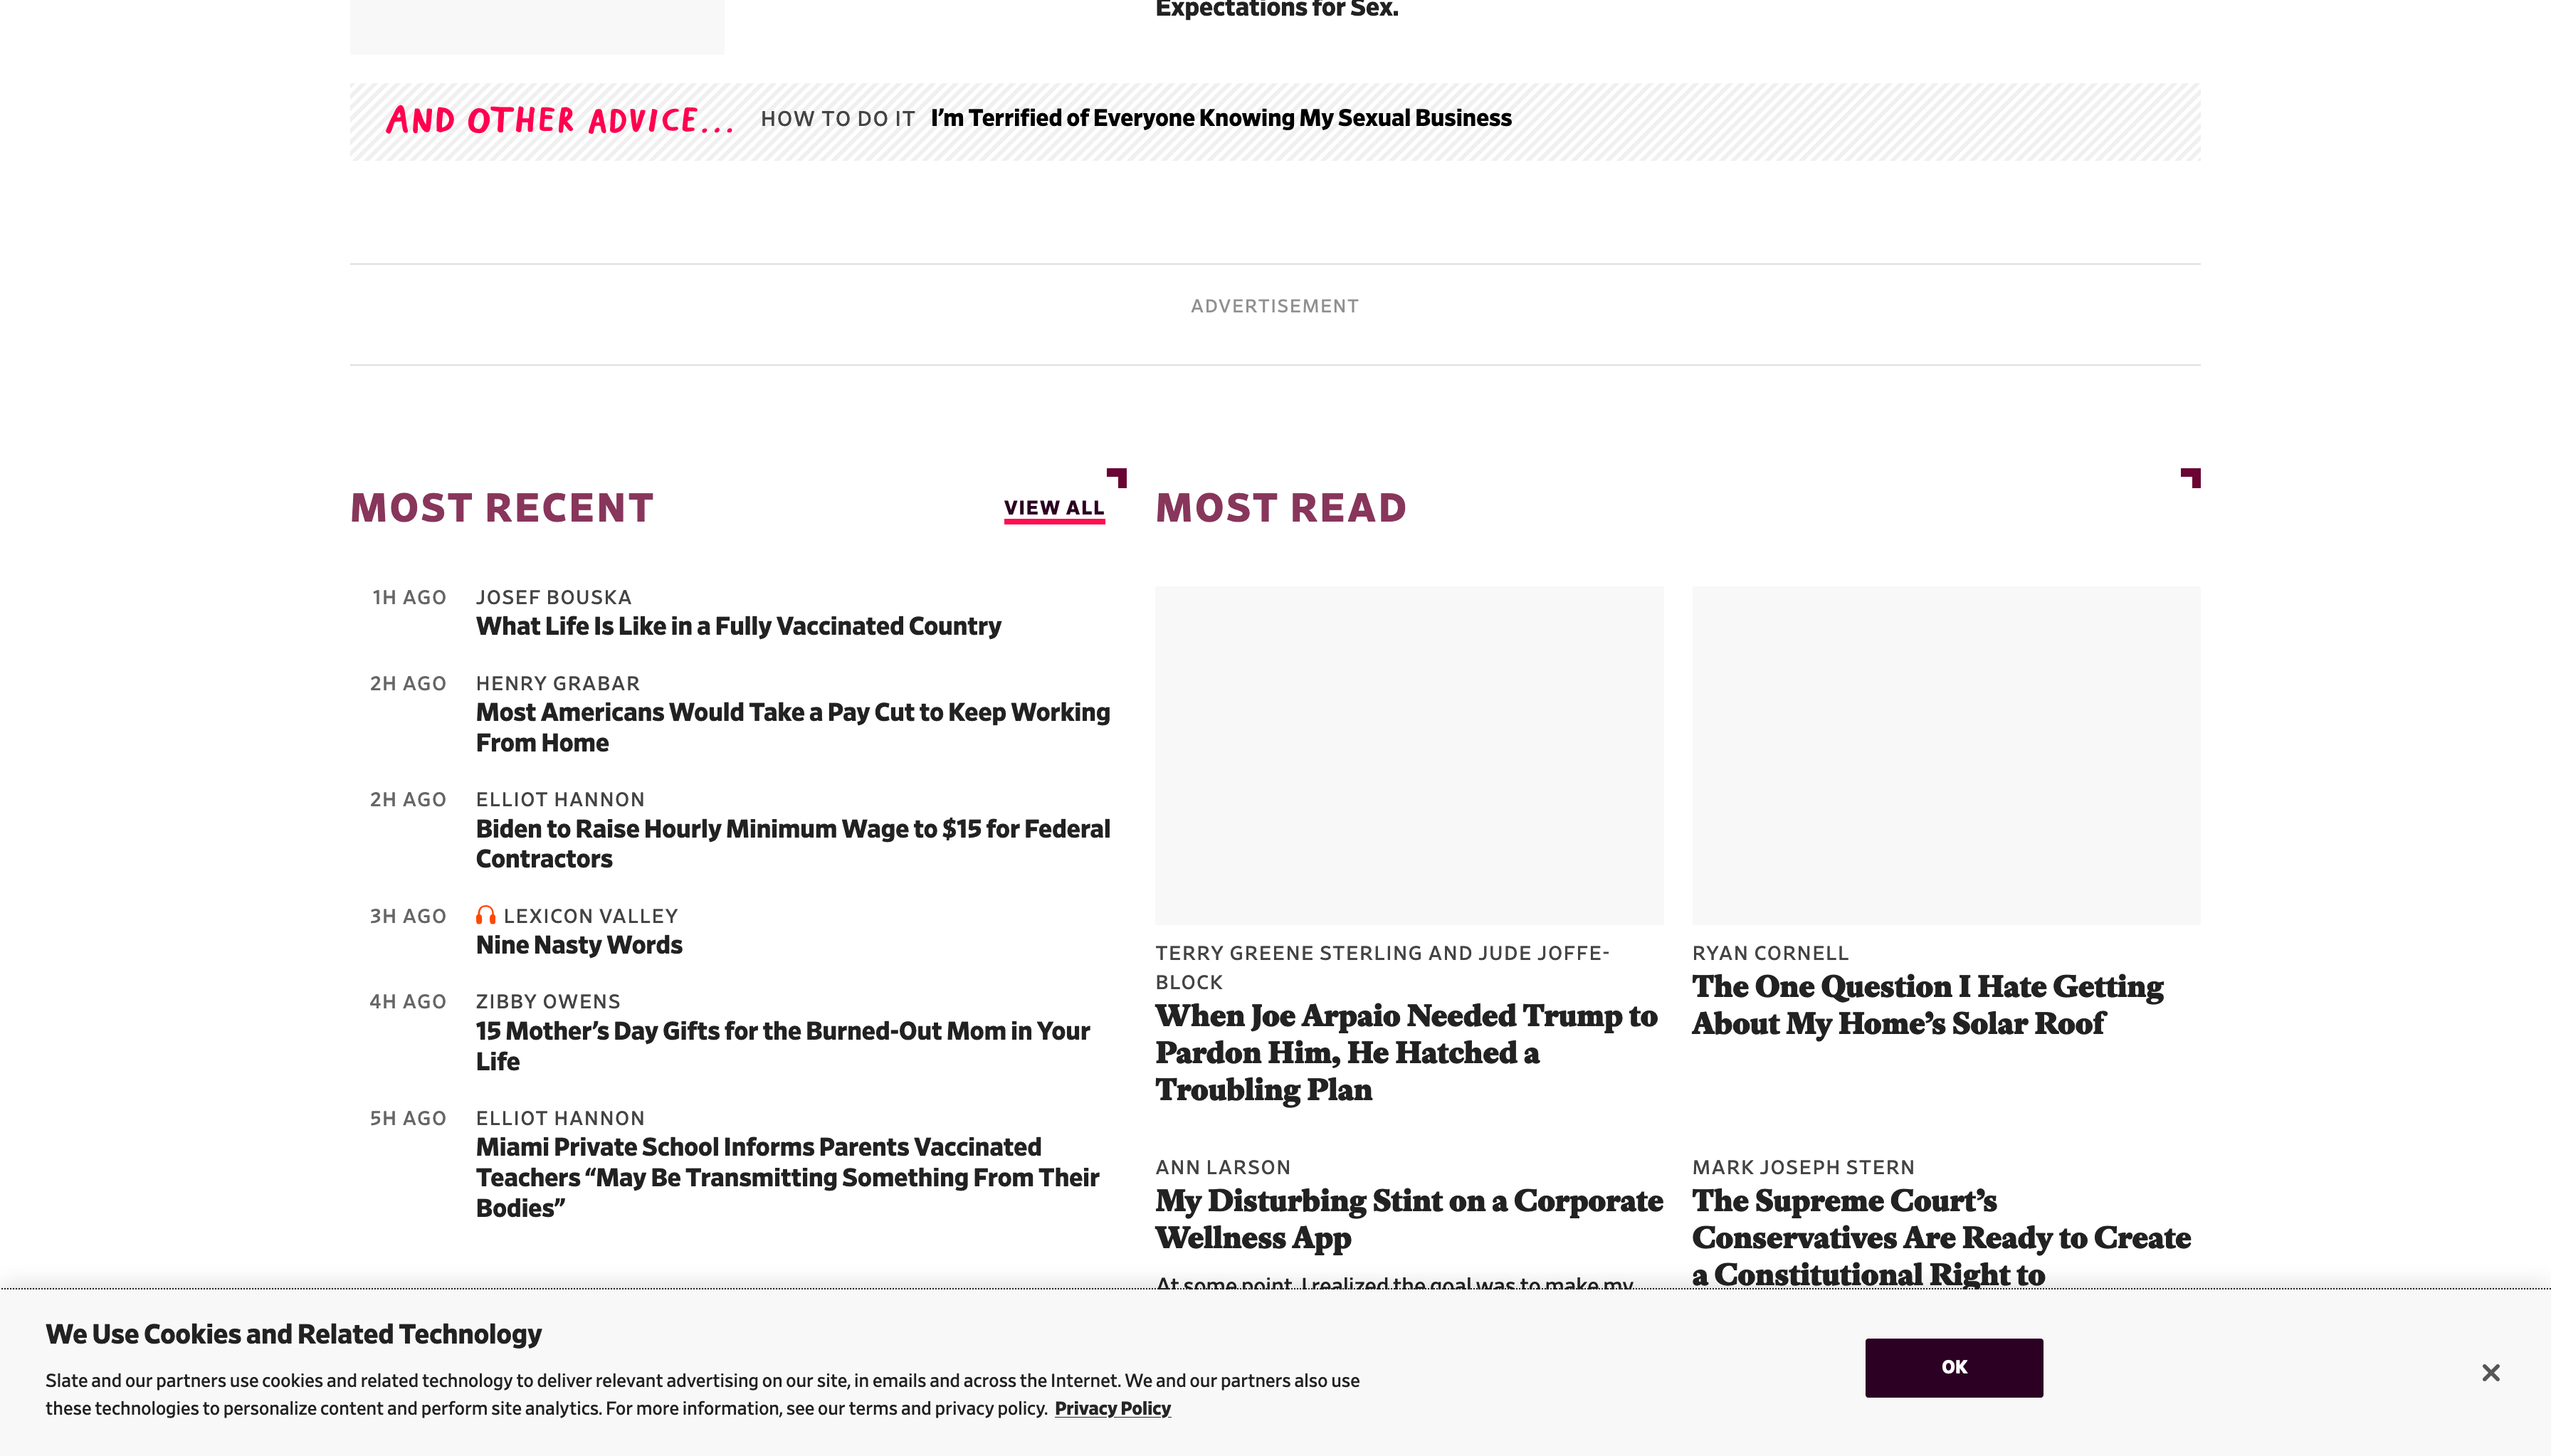 Expectations for Sex.
AND OTHER ADVICE...
HOW TO DO IT I’m Terrified of Everyone Knowing My Sexual Business
ADVERTISEMENT
MOST RECENT
VIEW ALL
1H AGO
JOSEF BOUSKA
What Life Is Like in a Fully Vaccinated Country
2H AGO
HENRY GRABAR
Most Americans Would Take a Pay Cut to Keep Working
From Home
2H AGO
ELLIOT HANNON
Biden to Raise Hourly Minimum Wage to $15 for Federal
Contractors
3H AGO
LEXICON VALLEY
Nine Nasty Words
4H AGO
ZIBBY OWENS
15 Mother’s Day Gifts for the Burned-Out Mom in Your
Life
5H AGO
ELLIOT HANNON
Miami Private School Informs Parents Vaccinated
Teachers “May Be Transmitting Something From Their
Bodies”
MOST READ
TERRY GREENE STERLING AND JUDE JOFFE-
BLOCK
When Joe Arpaio Needed Trump to
Pardon Him, He Hatched a
Troubling Plan
RYAN CORNELL
The One Question I Hate Getting
About My Home’s Solar Roof
ANN LARSON
My Disturbing Stint on a Corporate
Wellness App
At some point, I realized the goal was to make my
MARK JOSEPH STERN
The Supreme Court’s
Conservatives Are Ready to Create
a Constitutional Right to
We Use Cookies and Related Technology
Slate and our partners use cookies and related technology to deliver relevant advertising on our site, in emails and across the Internet. We and our partners also use
these technologies to personalize content and perform site analytics. For more information, see our terms and privacy policy. Privacy Policy
OK